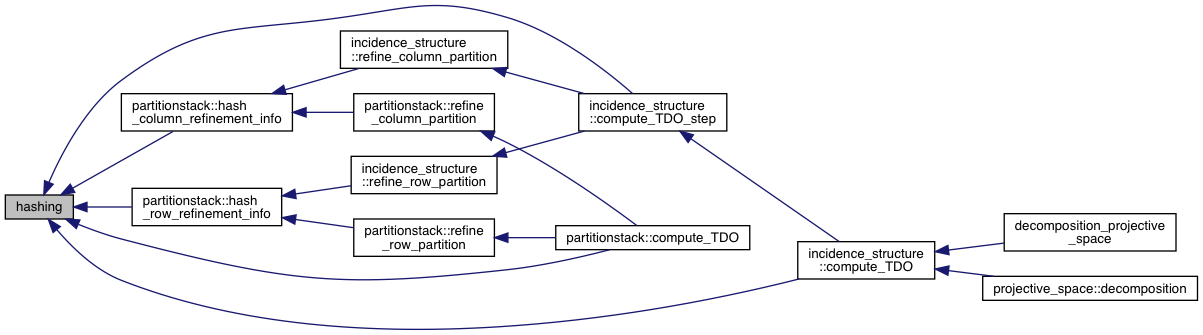 hashing
partitionstack::hash
_column_refinement_info
partitionstack::hash
_row_refinement_info
incidence_structure
::refine_column_partition
partitionstack::refine
_column_partition
incidence_structure
::refine_row_partition
partitionstack::refine
_row_partition
incidence_structure
::compute_TDO_step
partitionstack::compute_TDO
incidence_structure
::compute_TDO
decomposition_projective
_space
projective_space::decomposition